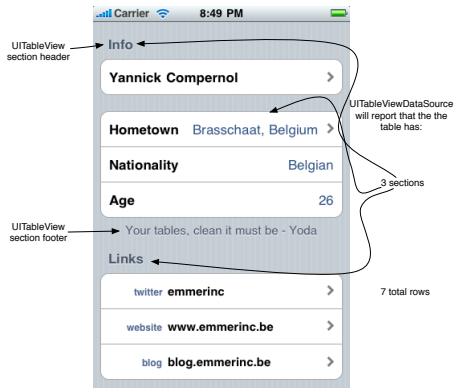 Carrier 8:49 PM
UITableView
section header
Info
Yannick Compernol
UITableViewDataSource
will report that the the
table has:
Hometown Brasschaat, Belgium
Nationality Belgian
3 sections
Age 26
UITableView
section footer
Your tables, clean it must be - Yoda
Links
7 total rows
twitter emmerinc
website www.emmerinc.be
blog blog.emmerinc.be